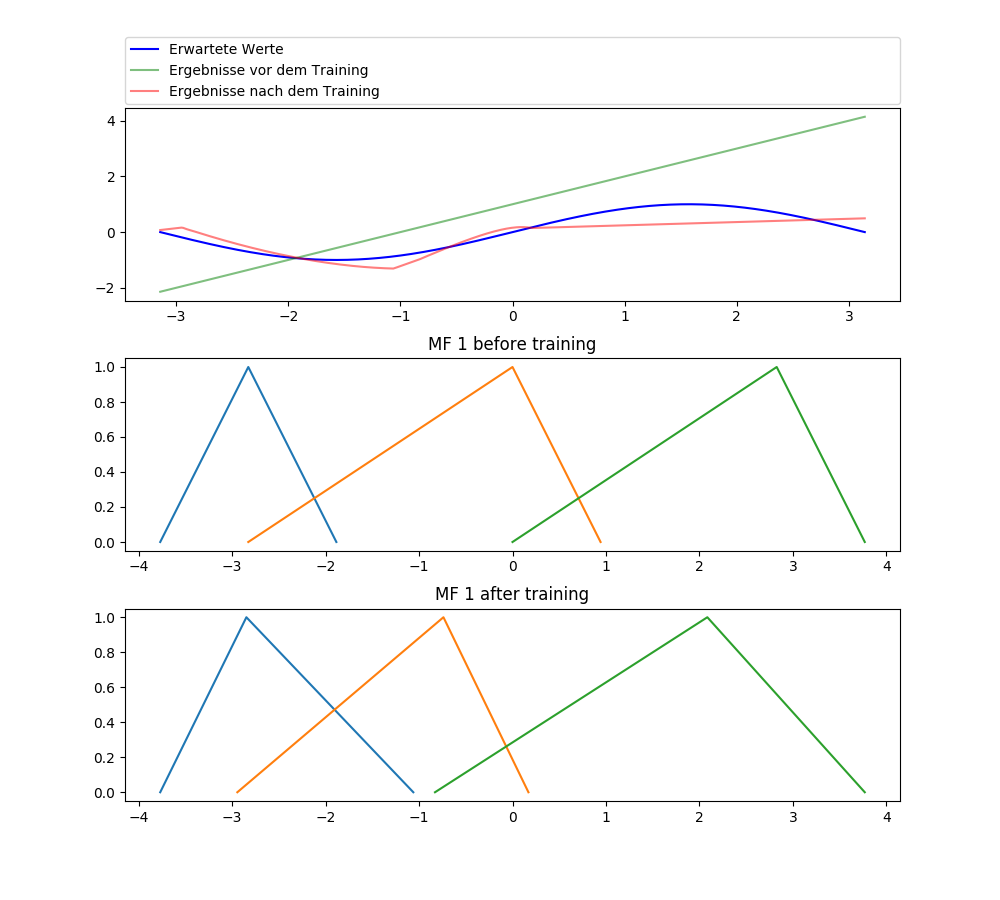 Erwartete Werte
Ergebnisse vor dem Training
Ergebnisse nach dem Training
4
2
0
−2
−3 −2 −1 0 1 2 3
MF 1 before training
1.0
0.8
0.6
0.4
0.2
0.0
−4 −3 −2 −1 0 1 2 3 4
MF 1 after training
1.0
0.8
0.6
0.4
0.2
0.0
−4 −3 −2 −1 0 1 2 3 4